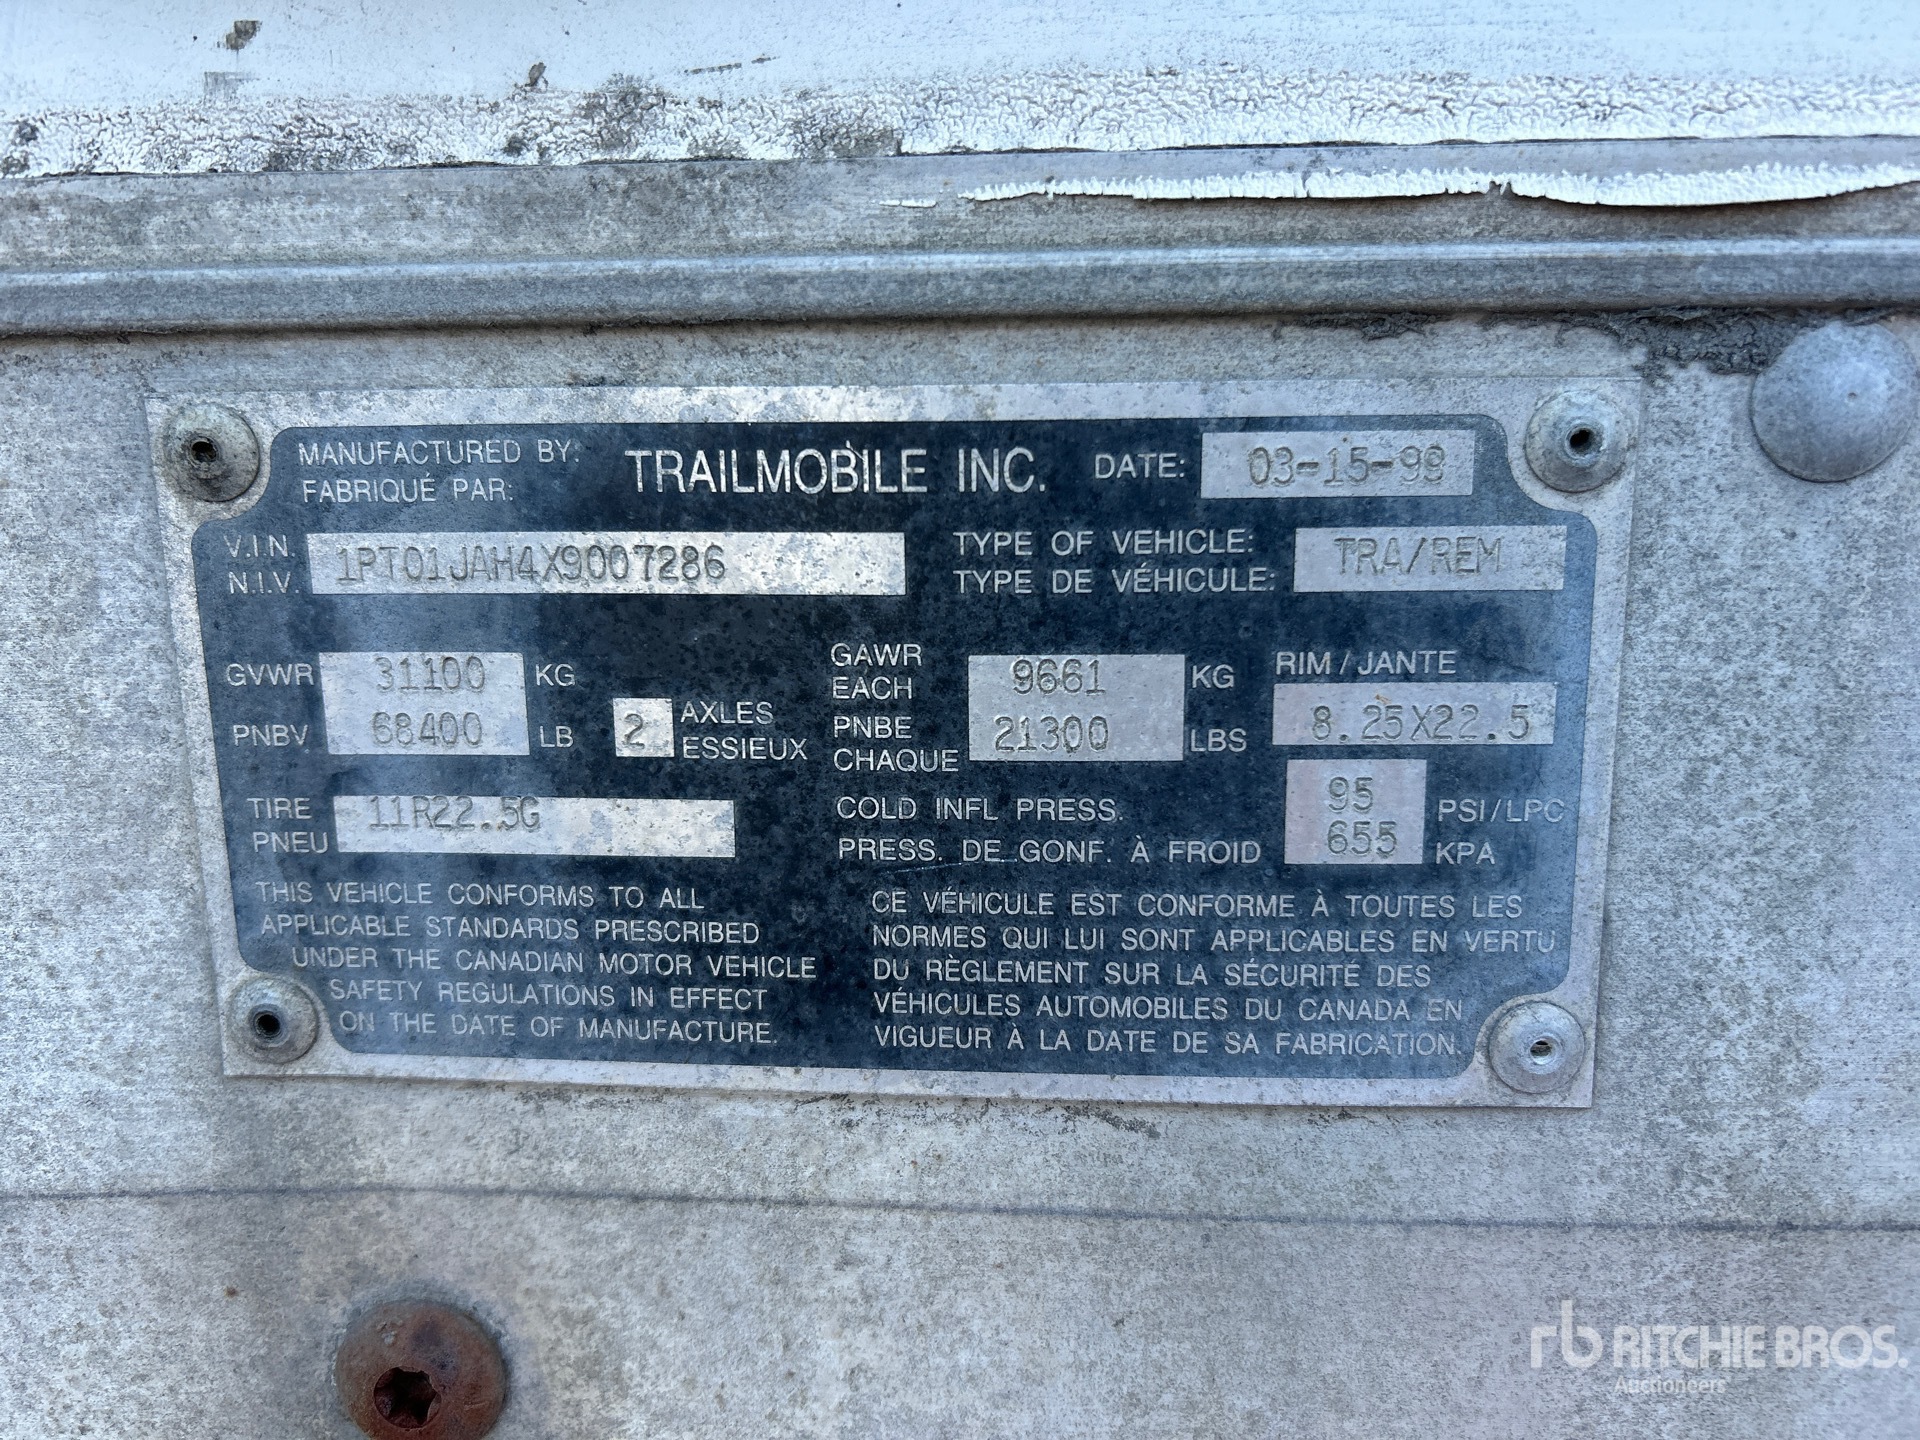 MANUFACTURED BY: TRAILMOBILE INC. DATE: 03-15-99
FABRIQUÉ PAR:
V.I.N. 1PT01JAH4X9007286 TYPE OF VEHICLE: TRA/REM
N.I.V. TYPE DE VÉHICULE:
GVWR 31100 KG GAWR EACH 9661 KG RIM / JANTE
PNBV 68400 LB 2 AXLES ESSIEUX PNBE CHAQUE 21300 LBS 8.25X22.5
TIRE 11R22.5G COLD INFL PRESS. 95 PSI/LPC
PNEU PRESS. DE GONF. À FROID 655 KPA
THIS VEHICLE CONFORMS TO ALL
APPLICABLE STANDARDS PRESCRIBED
UNDER THE CANADIAN MOTOR VEHICLE
SAFETY REGULATIONS IN EFFECT
ON THE DATE OF MANUFACTURE.
CE VÉHICULE EST CONFORME À TOUTES LES
NORMES QUI LUI SONT APPLICABLES EN VERTU
DU RÈGLEMENT SUR LA SÉCURITÉ DES
VÉHICULES AUTOMOBILES DU CANADA EN
VIGUEUR À LA DATE DE SA FABRICATION.
rb RITCHIE BROS.
Auctioneers